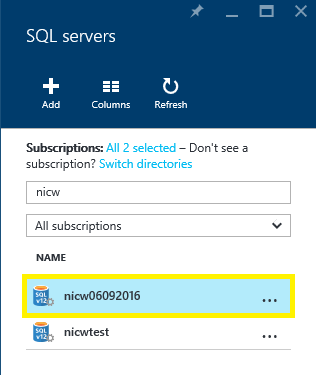 SQL servers
Add Columns Refresh
Subscriptions: All 2 selected – Don't see a
subscription? Switch directories
nicw
All subscriptions
NAME
SQL
v12
nicw06092016 ...
SQL
v12
nicwtest ...